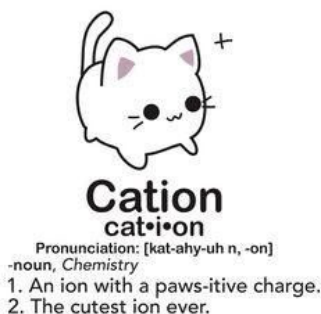 +
Cation
cat•i•on
Pronunciation: [kat-ahy-uh n, -on]
-noun, Chemistry
1. An ion with a paws-itive charge.
2. The cutest ion ever.